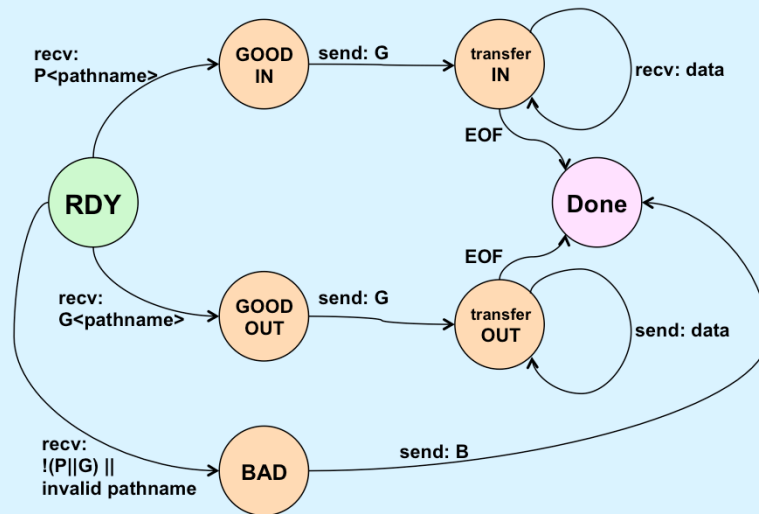 recv:
P<pathname>
GOOD
IN
send: G
transfer
IN
recv: data
EOF
RDY
Done
recv:
G<pathname>
GOOD
OUT
send: G
EOF
transfer
OUT
send: data
recv:
!(P||G) ||
invalid pathname
BAD
send: B